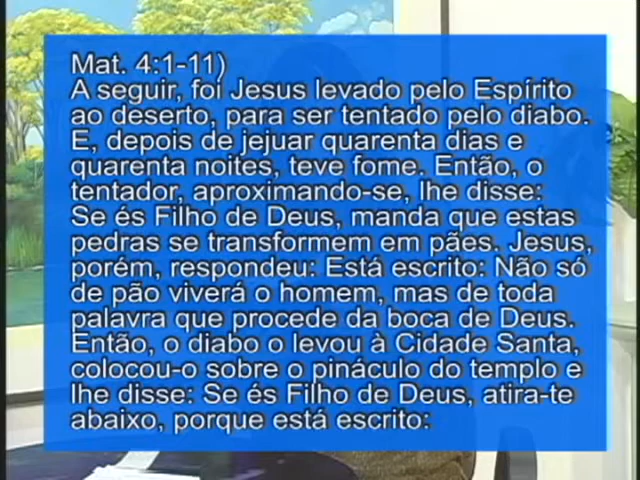 Mat. 4:1-11)
A seguir, foi Jesus levado pelo Espírito
ao deserto, para ser tentado pelo diabo.
E, depois de jejuar quarenta dias e
quarenta noites, teve fome. Então, o
tentador, aproximando-se, lhe disse:
Se és Filho de Deus, manda que estas
pedras se transformem em pães. Jesus,
porém, respondeu: Está escrito: Não só
de pão viverá o homem, mas de toda
palavra que procede da boca de Deus.
Então, o diabo o levou à Cidade Santa,
colocou-o sobre o pináculo do templo e
lhe disse: Se és Filho de Deus, atira-te
abaixo, porque está escrito: